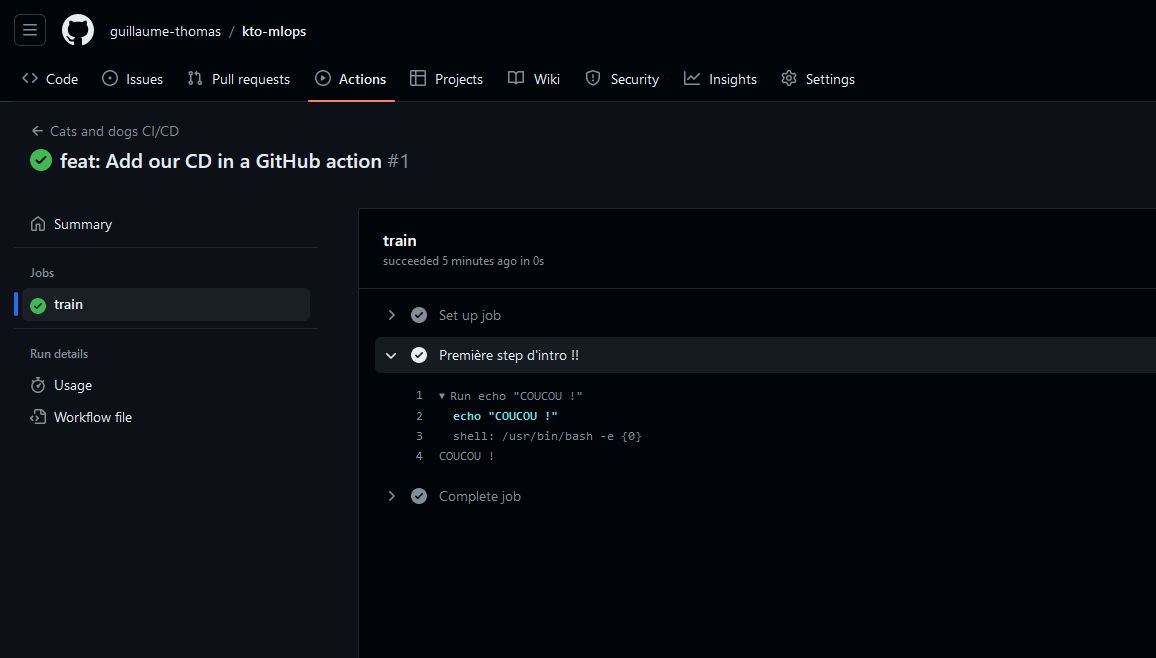 guillaume-thomas / kto-mlops
Code Issues Pull requests Actions Projects Wiki Security Insights Settings
Cats and dogs CI/CD
feat: Add our CD in a GitHub action #1
Summary
Jobs
train
Run details
Usage
Workflow file
train
succeeded 5 minutes ago in 0s
Set up job
Première step d'intro !!
1 Run echo "COUCOU !"
2 echo "COUCOU !"
3 shell: /usr/bin/bash -e {0}
4 COUCOU !
Complete job